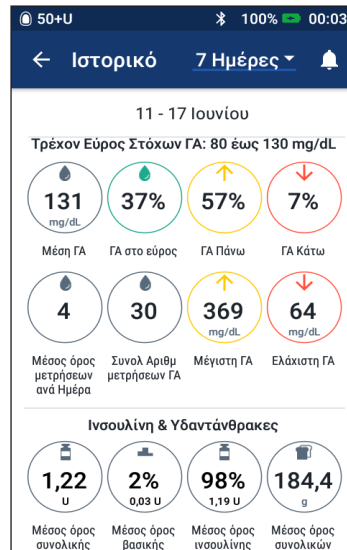 50+U 100% 00:03
Ιστορικό 7 Ημέρες
11 - 17 Ιουνίου
Τρέχον Εύρος Στόχων ΓΑ: 80 έως 130 mg/dL
131 37% 57% 7%
mg/dL
Μέση ΓΑ ΓΑ στο εύρος ΓΑ Πάνω ΓΑ Κάτω
4 30 369 64
mg/dL mg/dL
Μέσος όρος Συνολ Αριθμ Μέγιστη ΓΑ Ελάχιστη ΓΑ
μετρήσεων μετρήσεων ΓΑ
ανά Ημέρα
Ινσουλίνη & Υδαντάνθρακες
1,22 2% 98% 184,4
U 0,03 U 1,19 U g
Μέσος όρος Μέσος όρος Μέσος όρος Μέσος όρος
συνολικής βασικής ινσουλίνης συνολικών